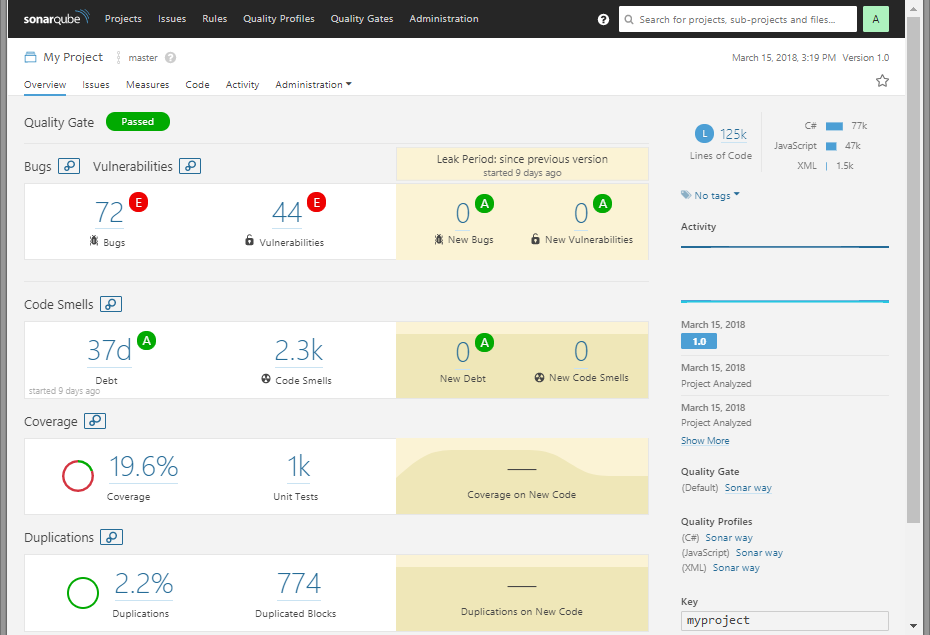 sonarqube Projects Issues Rules Quality Profiles Quality Gates Administration ? Search for projects, sub-projects and files... A
My Project master ? March 15, 2018, 3:19 PM Version 1.0
Overview Issues Measures Code Activity Administration
Quality Gate Passed
Bugs Vulnerabilities
Leak Period: since previous version
started 9 days ago
72 E 44 E 0 A 0 A
Bugs Vulnerabilities New Bugs New Vulnerabilities
Code Smells
37d A 2.3k 0 A 0
Debt Code Smells New Debt New Code Smells
started 9 days ago
Coverage
19.6% 1k
Coverage Unit Tests Coverage on New Code
Duplications
2.2% 774
Duplications Duplicated Blocks Duplications on New Code
L 125k
Lines of Code
C# 77k
JavaScript 47k
XML 1.5k
No tags
Activity
March 15, 2018
1.0
March 15, 2018
Project Analyzed
March 15, 2018
Project Analyzed
Show More
Quality Gate
(Default) Sonar way
Quality Profiles
(C#) Sonar way
(JavaScript) Sonar way
(XML) Sonar way
Key
myproject